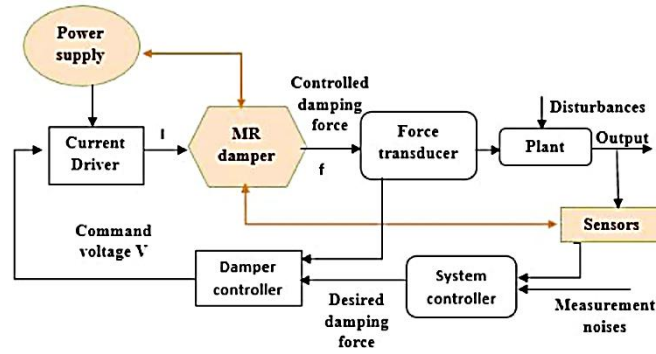 Power
supply
Controlled
damping
force
Disturbances
Current
Driver
I
MR
damper
f
Force
transducer
Plant
Output
Sensors
Command
voltage V
Damper
controller
System
controller
Desired
damping
force
Measurement
noises